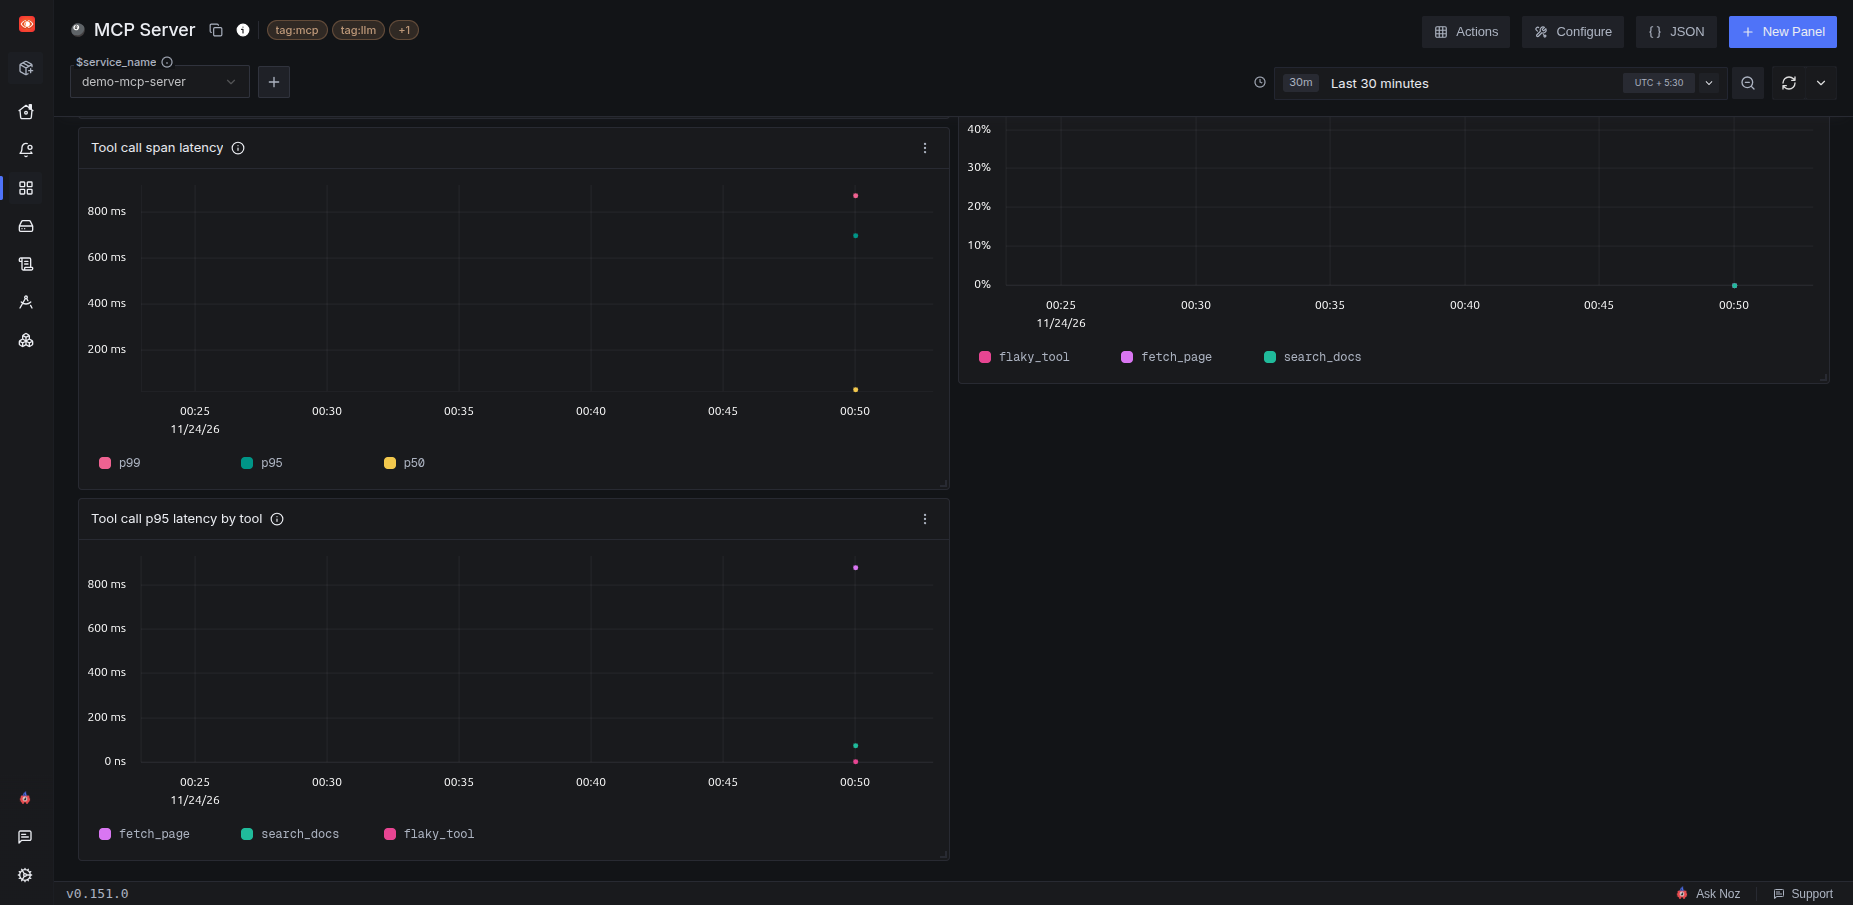 MCP Server
tag:mcp
tag:llm
+1
Actions
Configure
{ } JSON
New Panel
$service_name
demo-mcp-server
30m
Last 30 minutes
UTC + 5:30
Tool call span latency
800 ms
600 ms
400 ms
200 ms
00:25
00:30
00:35
00:40
00:45
00:50
11/24/26
p99
p95
p50
40%
30%
20%
10%
0%
00:25
00:30
00:35
00:40
00:45
00:50
11/24/26
flaky_tool
fetch_page
search_docs
Tool call p95 latency by tool
800 ms
600 ms
400 ms
200 ms
0 ns
00:25
00:30
00:35
00:40
00:45
00:50
11/24/26
fetch_page
search_docs
flaky_tool
v0.151.0
Ask Noz
Support